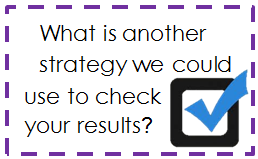 What is another
strategy we could
use to check
your results?